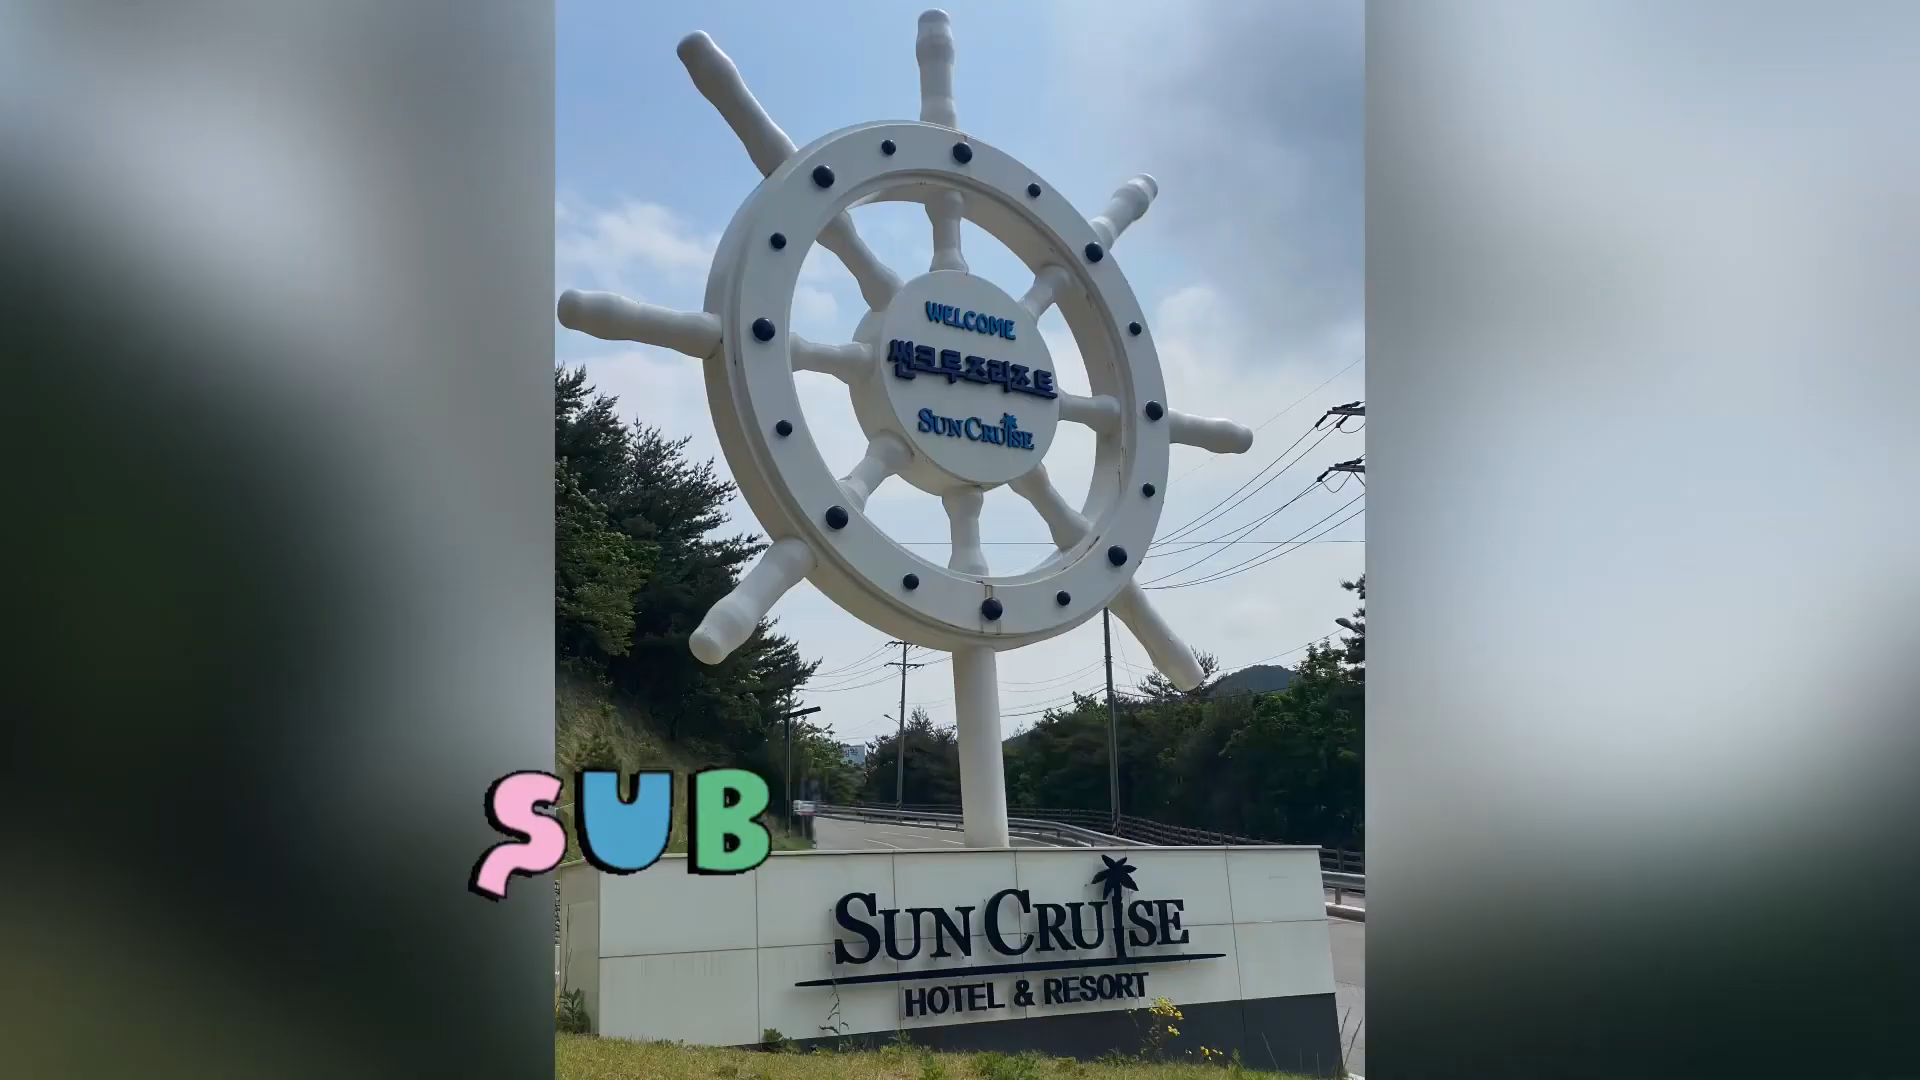 WELCOME
썬크루즈리조트
SUN CRUISE
SUB
SUN CRUISE
HOTEL & RESORT